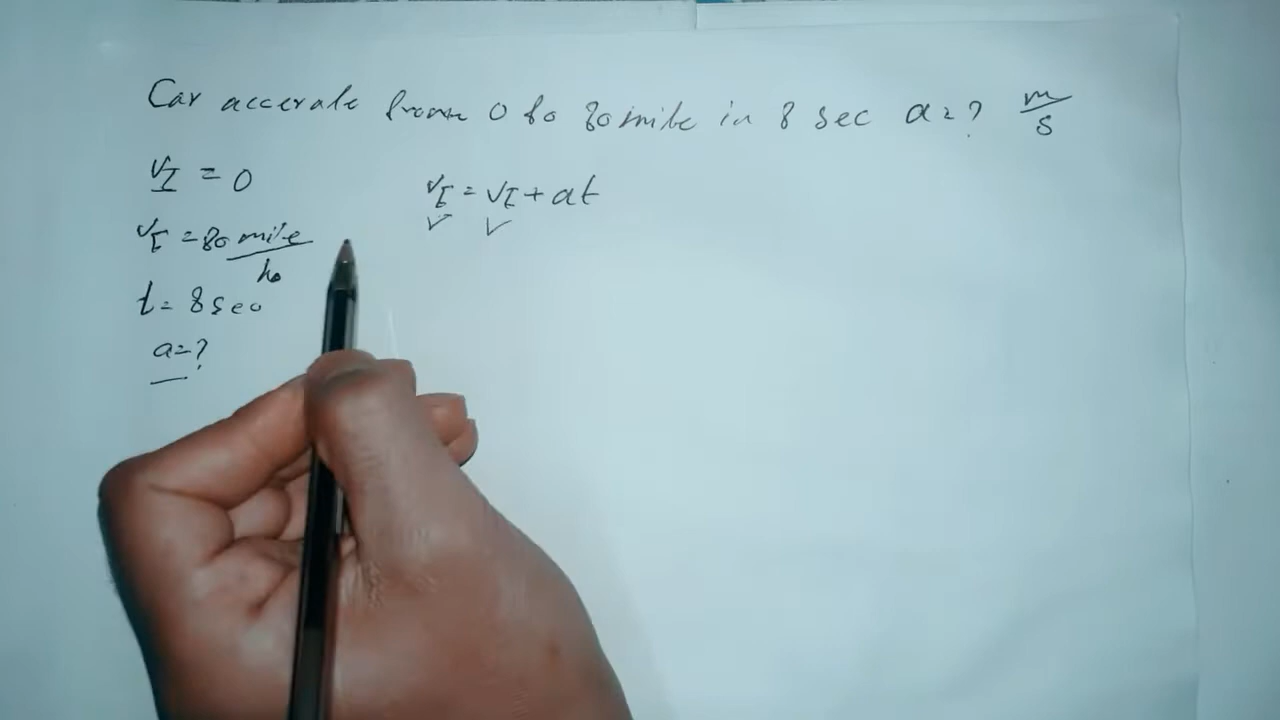 Car accerate from 0 to 80 mile in 8 sec a=? m/s
VI = 0
VF = 80 mile/ho
t = 8 sec
a=?
VF = VI + at